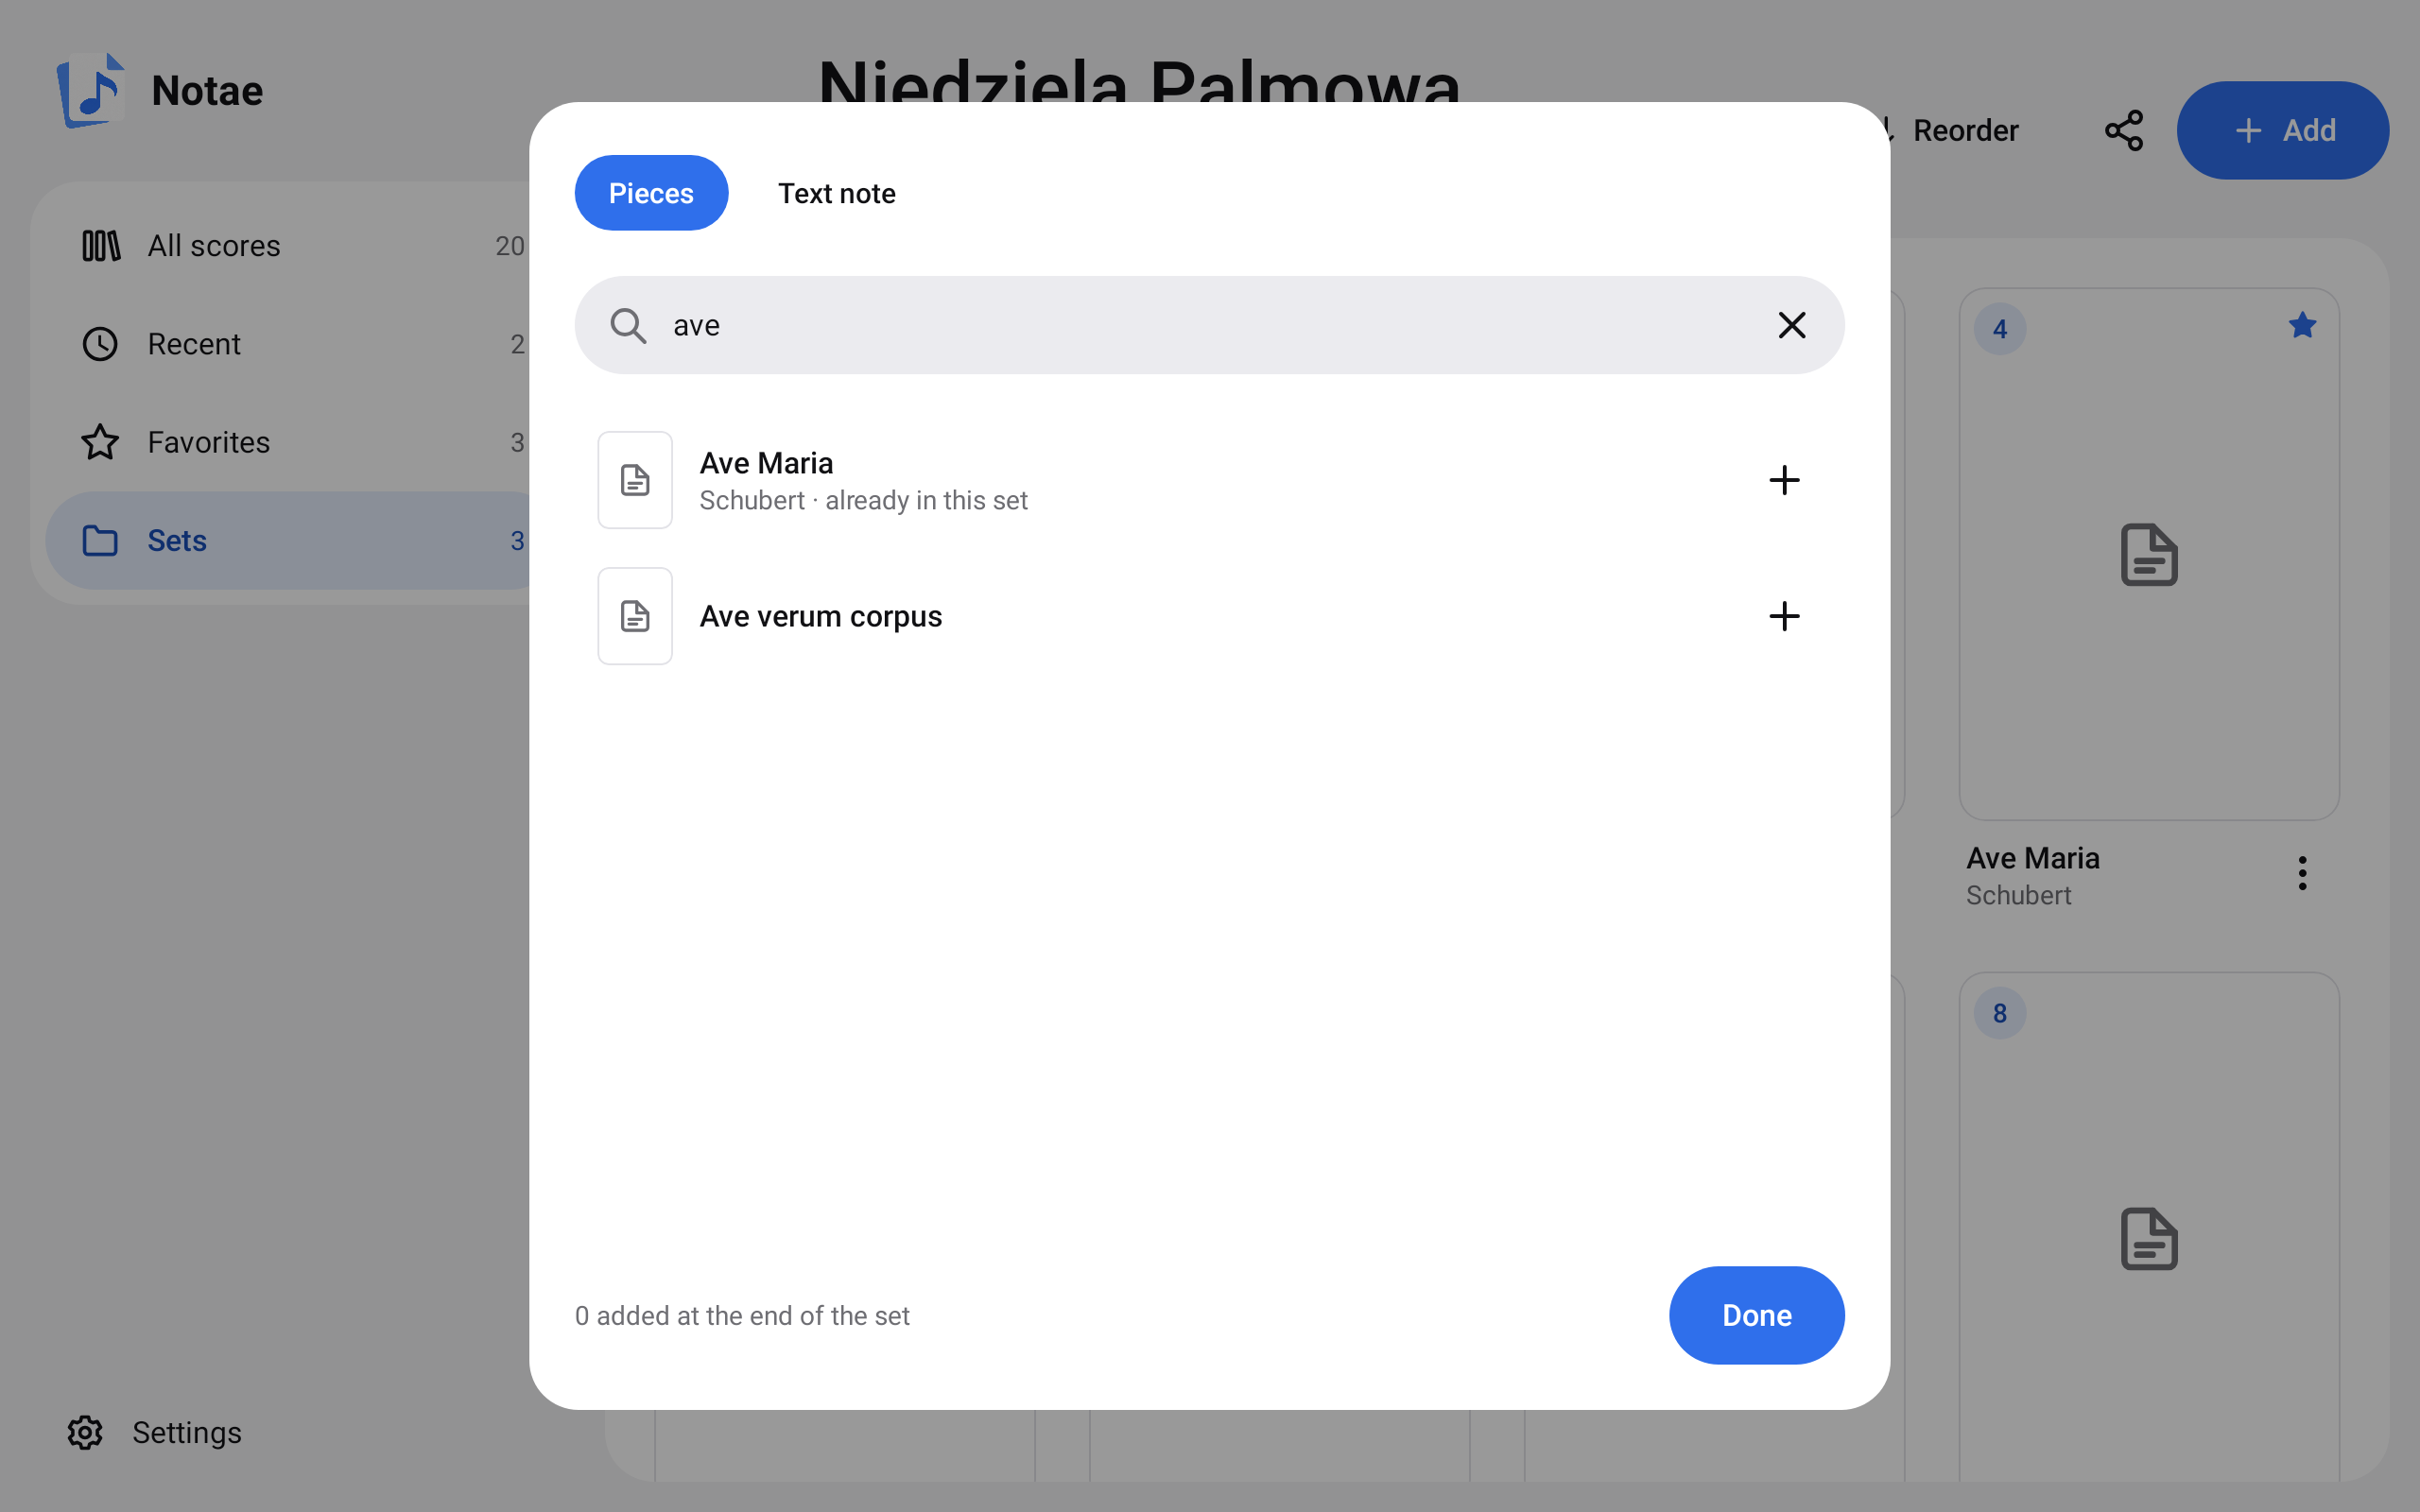 Notae
Niedziela Palmowa
Reorder
Add
All scores 20
Recent 2
Favorites 3
Sets 3
Settings
Pieces
Text note
ave
Ave Maria
Schubert · already in this set
Ave verum corpus
0 added at the end of the set
Done
4
Ave Maria
Schubert
8